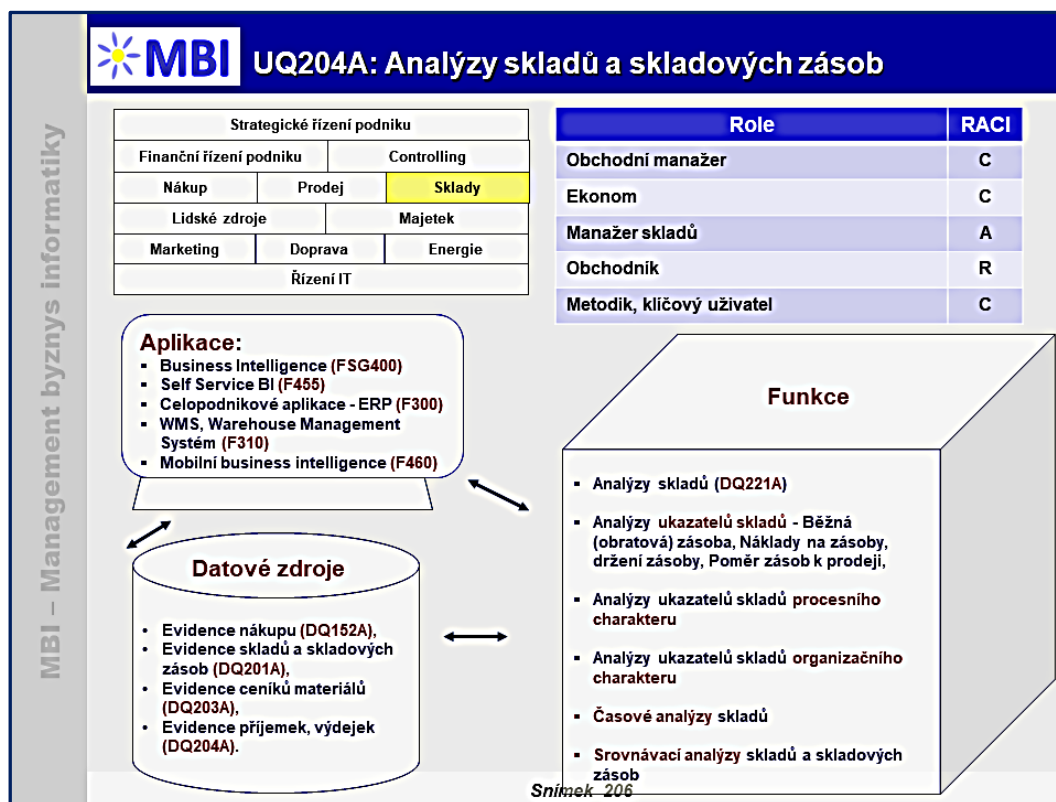 MBI – Management byznys informatiky
MBI
UQ204A: Analýzy skladů a skladových zásob
Strategické řízení podniku
Finanční řízení podniku
Controlling
Nákup
Prodej
Sklady
Lidské zdroje
Majetek
Marketing
Doprava
Energie
Řízení IT
Role
RACI
Obchodní manažer
C
Ekonom
C
Manažer skladů
A
Obchodník
R
Metodik, klíčový uživatel
C
Aplikace:
▪ Business Intelligence (FSG400)
▪ Self Service BI (F455)
▪ Celopodnikové aplikace - ERP (F300)
▪ WMS, Warehouse Management
Systém (F310)
▪ Mobilní business intelligence (F460)
Datové zdroje
• Evidence nákupu (DQ152A),
• Evidence skladů a skladových
zásob (DQ201A),
• Evidence ceníků materiálů
(DQ203A),
• Evidence příjemek, výdejek
(DQ204A).
Funkce
▪ Analýzy skladů (DQ221A)
▪ Analýzy ukazatelů skladů - Běžná
(obratová) zásoba, Náklady na zásoby,
držení zásoby, Poměr zásob k prodeji,
▪ Analýzy ukazatelů skladů procesního
charakteru
▪ Analýzy ukazatelů skladů organizačního
charakteru
▪ Časové analýzy skladů
▪ Srovnávací analýzy skladů a skladových
zásob
Snímek 206